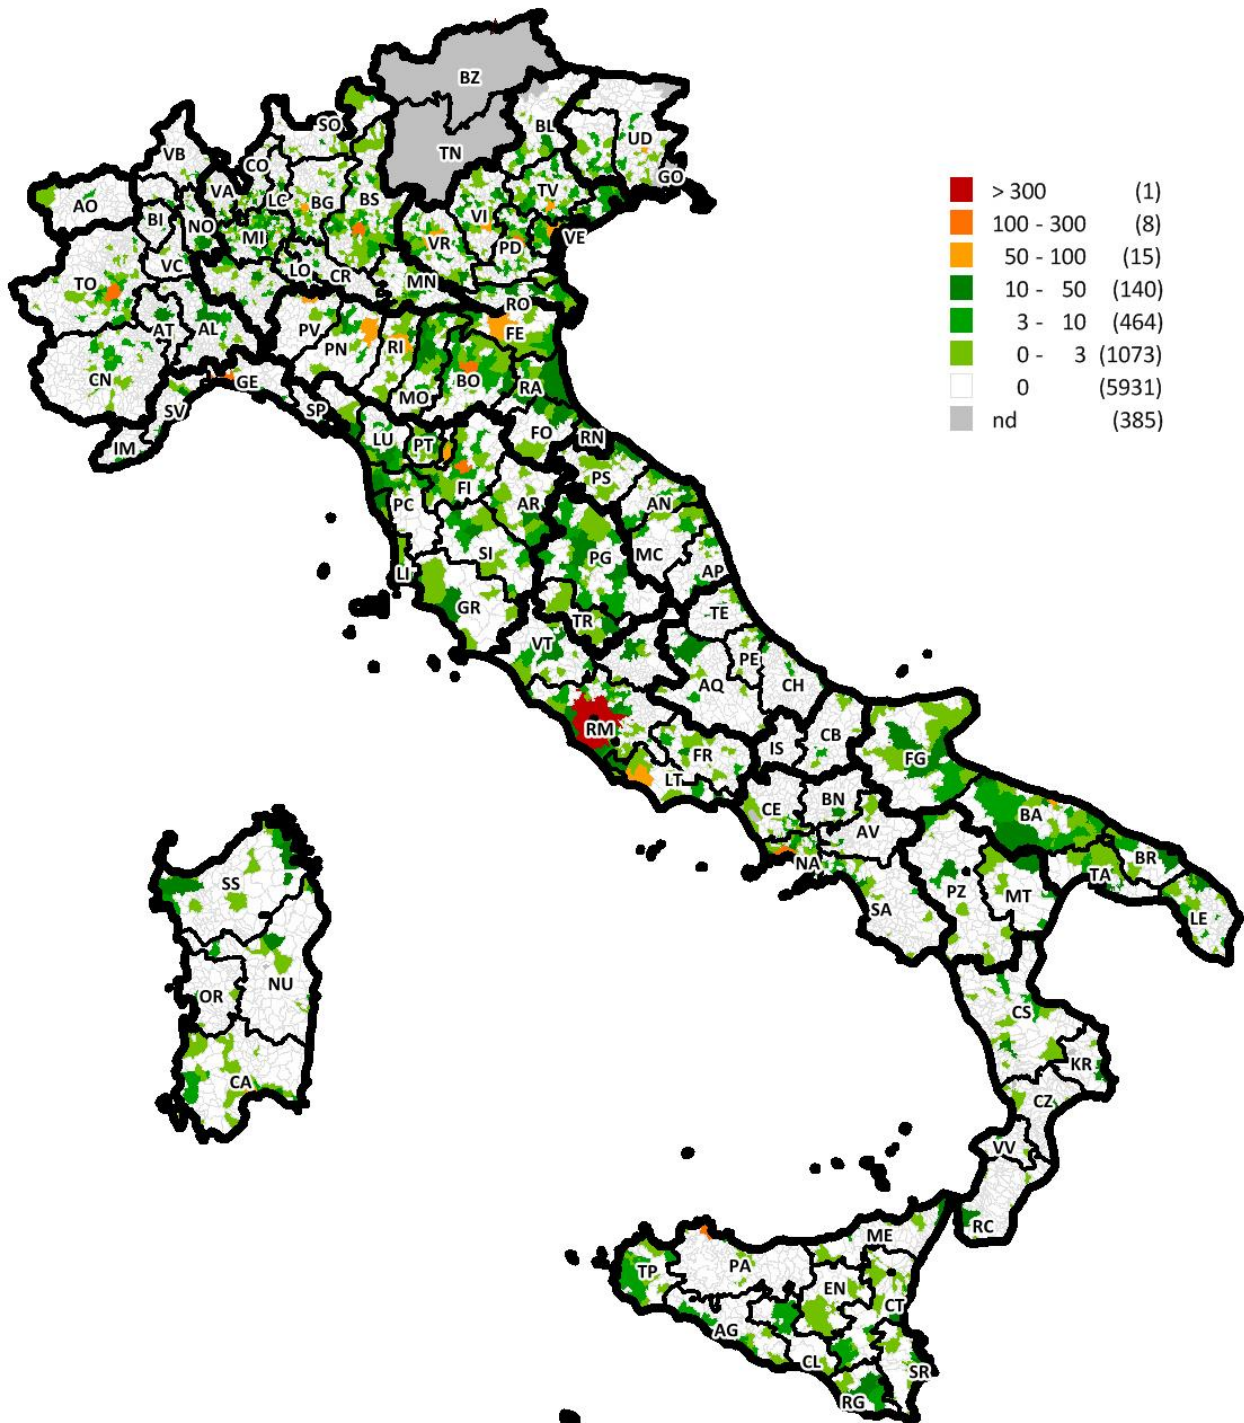 BZ
SO
TN
BL
UD
VB
CO
GO
AO
VA
LC
BG
BS
TV
> 300 (1)
100 - 300 (8)
50 - 100 (15)
10 - 50 (140)
3 - 10 (464)
0 - 3 (1073)
0 (5931)
nd (385)
BI
NO
MI
VI
VE
VR
PD
VC
LO
CR
MN
TO
RO
AT
AL
PV
PN
RI
FE
CN
GE
BO
RA
MO
SV
SP
IM
LU
PT
FO
RN
FI
PS
PC
AR
AN
SI
PG
MC
LI
AP
GR
TR
TE
VT
PE
AQ
CH
RM
CB
FR
IS
FG
LT
CE
BN
BA
AV
NA
BR
SS
PZ
MT
TA
SA
LE
NU
OR
CS
CA
KR
CZ
VV
RC
ME
TP
PA
EN
CT
AG
CL
SR
RG